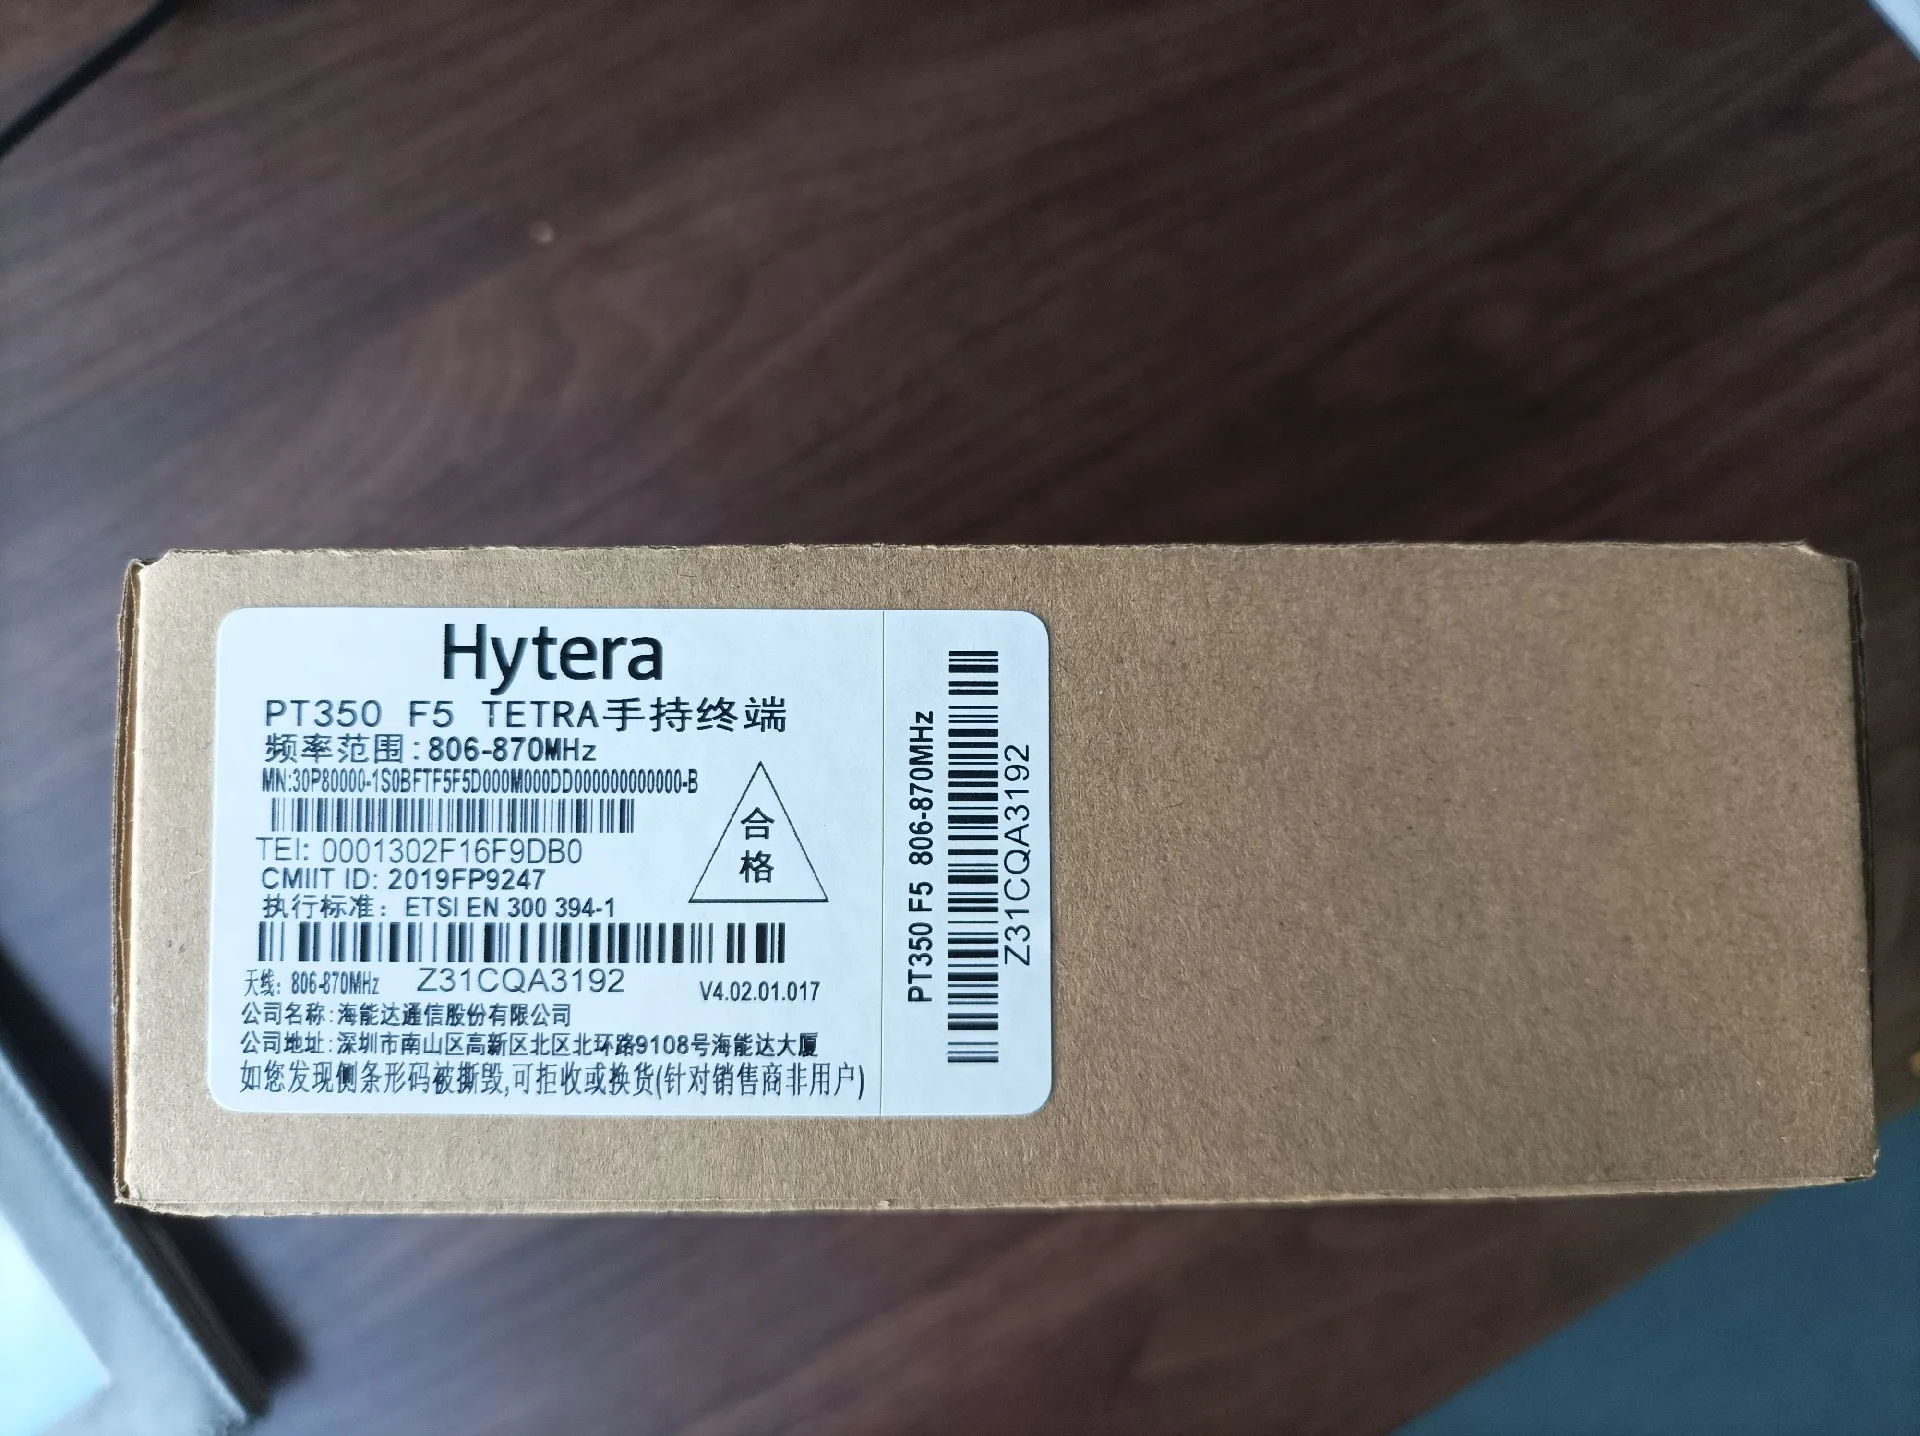 Hytera
PT350 F5 TETRA手持终端
频率范围:806-870MHz
MN:30P80000-1S0BFTF5F5D000M000DD000000000000-B
TEI: 0001302F16F9DB0
CMIIT ID: 2019FP9247
执行标准: ETSI EN 300 394-1
合
格
天线: 806-870MHz Z31CQA3192 V4.02.01.017
公司名称:海能达通信股份有限公司
公司地址:深圳市南山区高新区北区北环路9108号海能达大厦
如您发现侧条形码被撕毁,可拒收或换货(针对销售商非用户)
PT350 F5 806-870MHz
Z31CQA3192